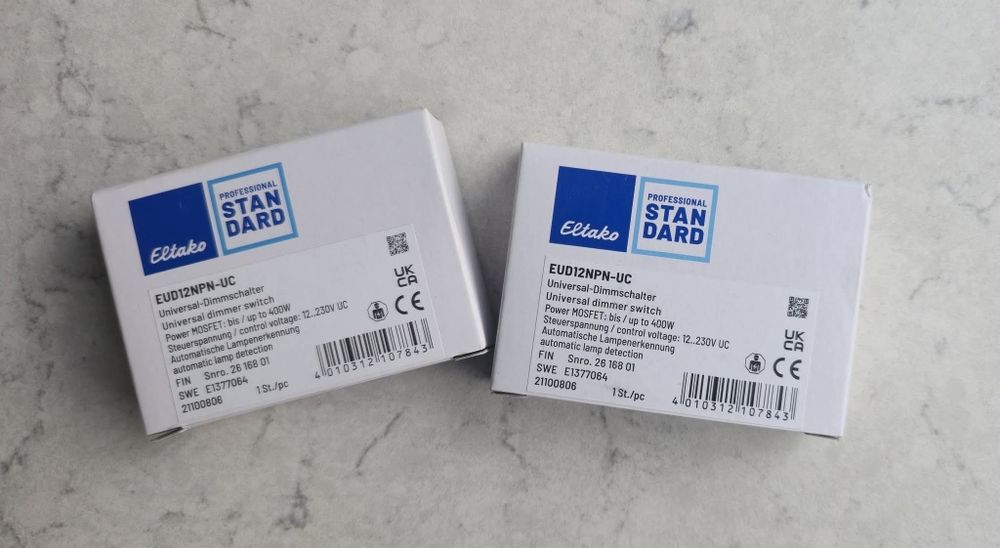 Eltako
PROFESSIONAL
STAN
DARD
EUD12NPN-UC
Universal-Dimmschalter
Universal dimmer switch
Power MOSFET: bis / up to 400W
Steuerspannung / control voltage: 12..230V UC
Automatische Lampenerkennung
automatic lamp detection
FIN Snro. 26 168 01
SWE E1377064
21100806
1 St./pc
UK
CA
CE
4 010312 107843
Eltako
PROFESSIONAL
STAN
DARD
EUD12NPN-UC
Universal-Dimmschalter
Universal dimmer switch
Power MOSFET: bis / up to 400W
Steuerspannung / control voltage: 12..230V UC
Automatische Lampenerkennung
automatic lamp detection
FIN Snro. 26 168 01
SWE E1377064
21100806
1 St./pc
UK
CA
CE
4 010312 107843